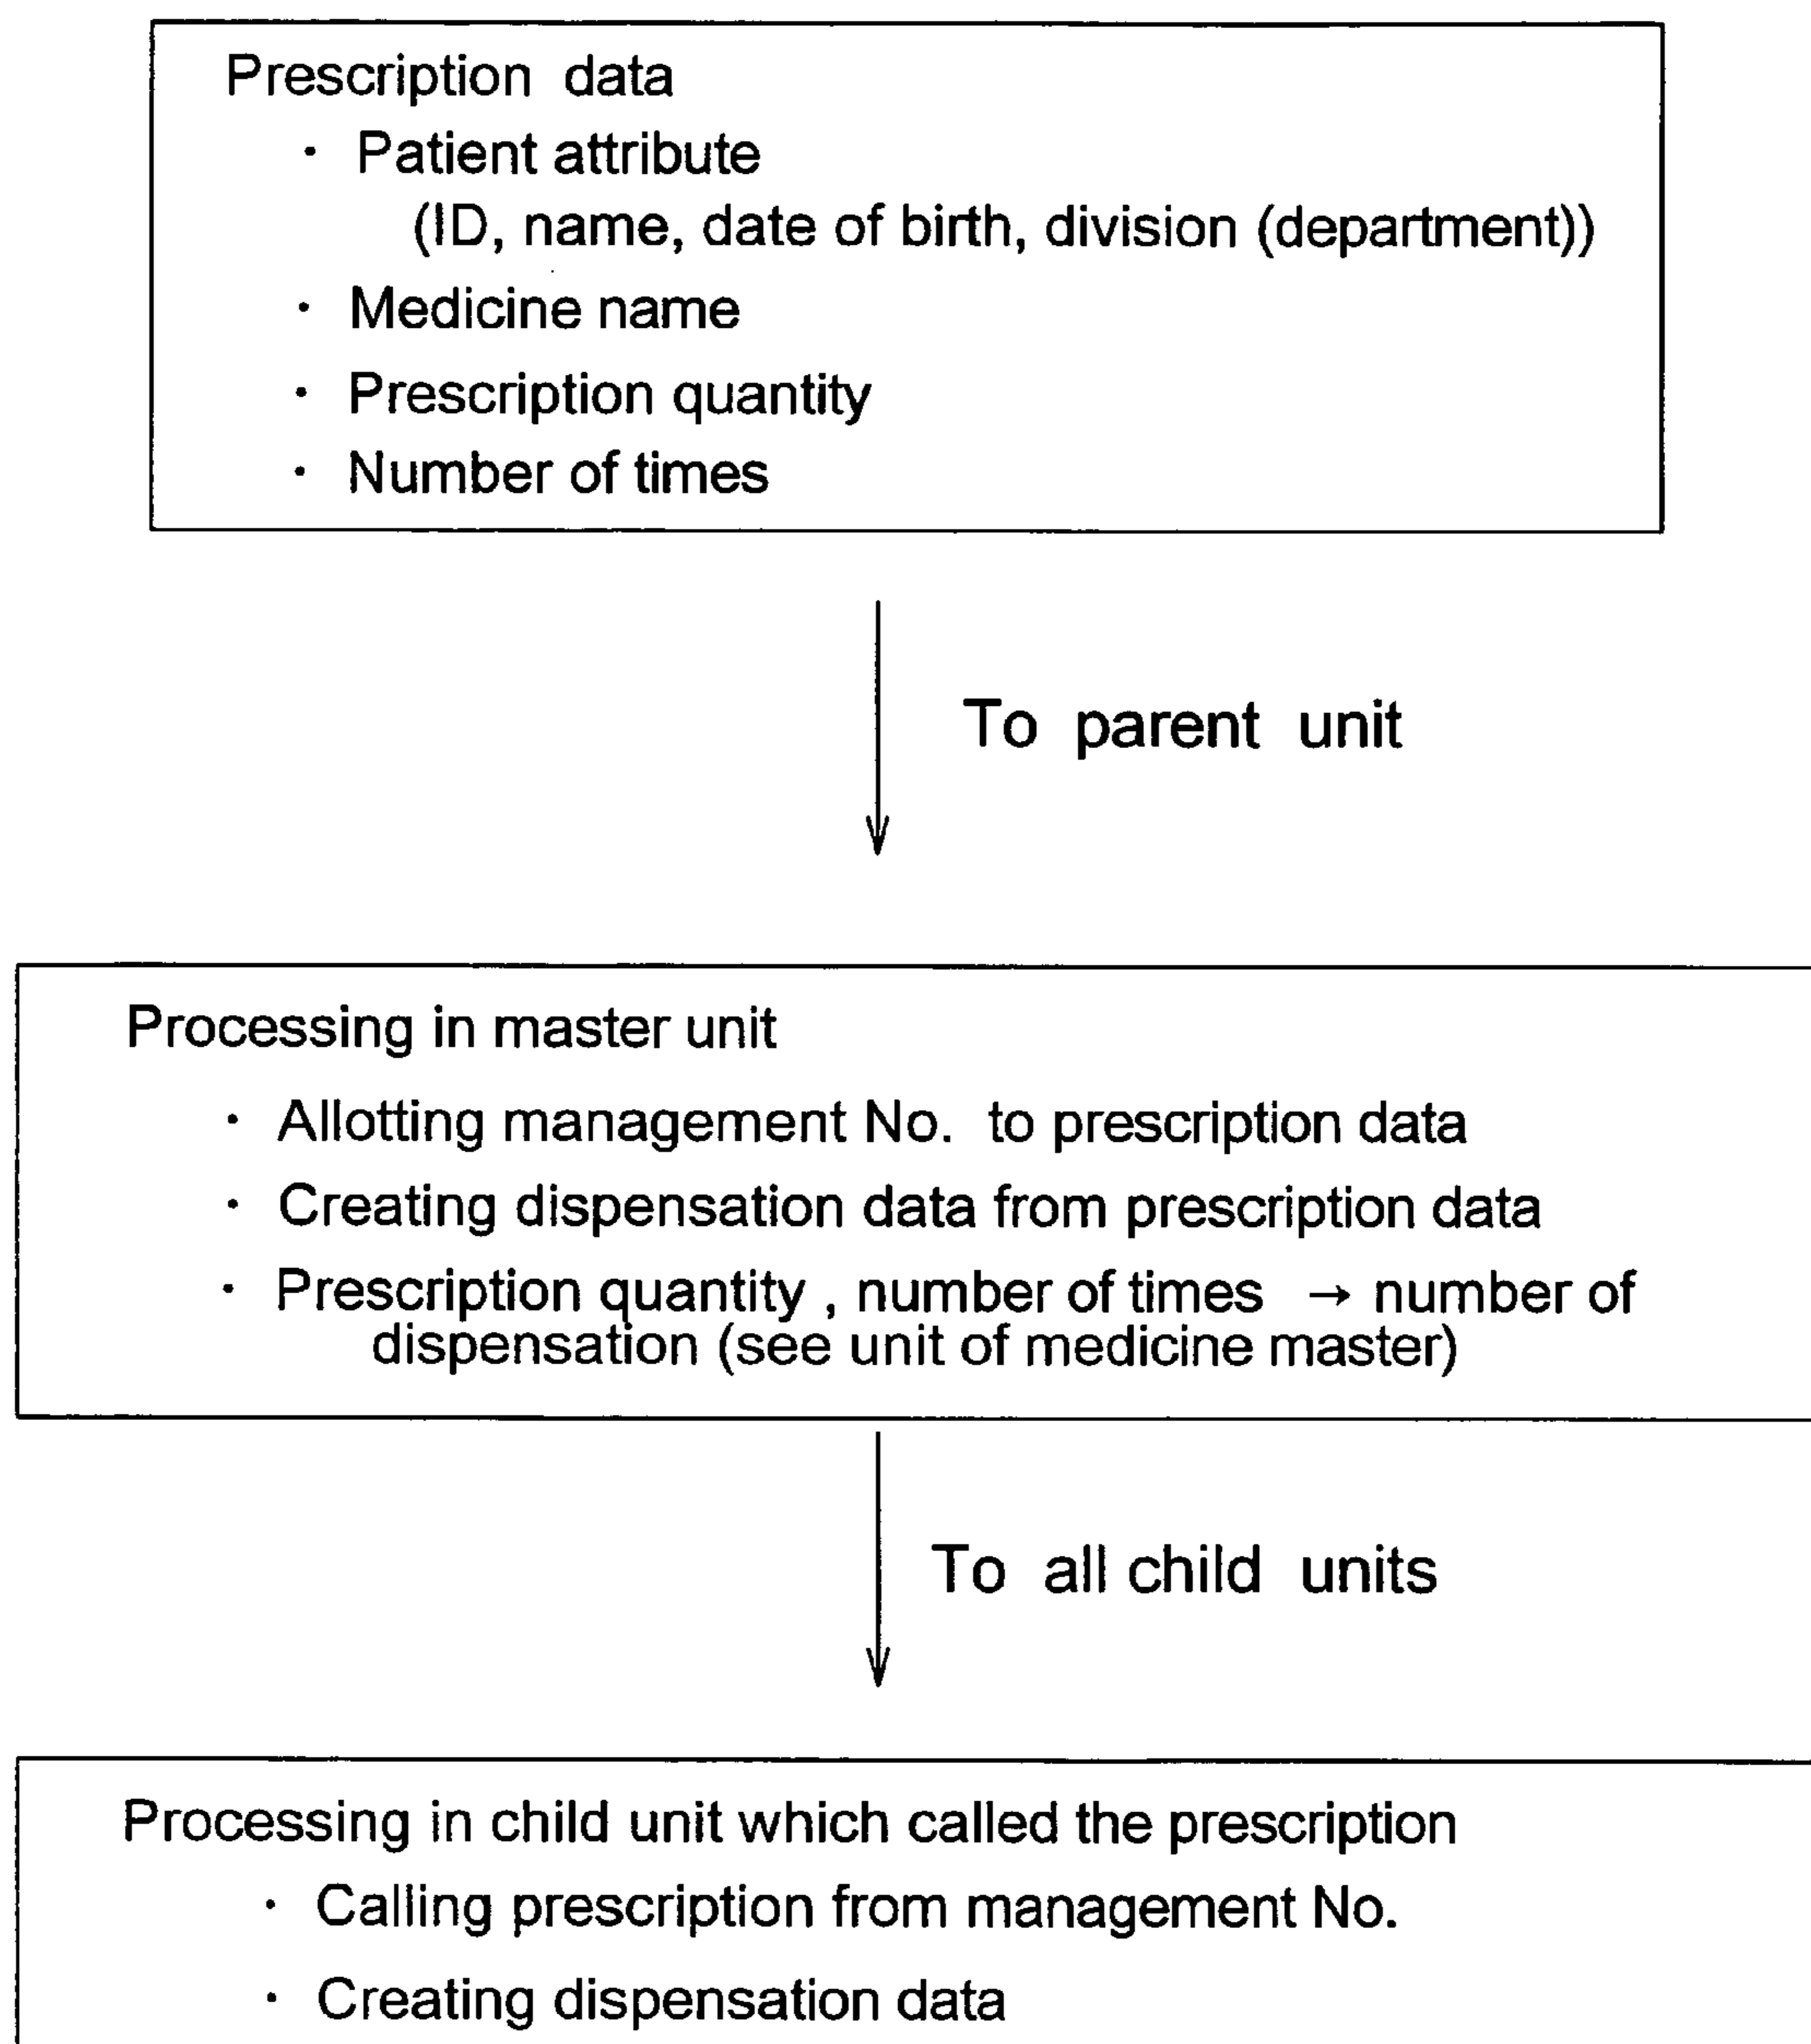 Prescription data
· Patient attribute
(ID, name, date of birth, division (department))
· Medicine name
· Prescription quantity
· Number of times
To parent unit
Processing in master unit
· Allotting management No. to prescription data
· Creating dispensation data from prescription data
· Prescription quantity , number of times → number of
dispensation (see unit of medicine master)
To all child units
Processing in child unit which called the prescription
· Calling prescription from management No.
· Creating dispensation data